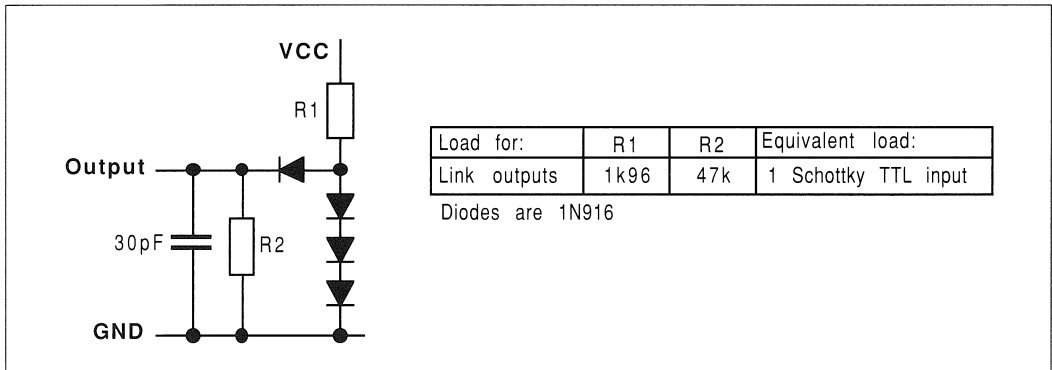 VCC
R1
Output
30pF
R2
GND
Load for: R1 R2 Equivalent load:
Link outputs 1k96 47k 1 Schottky TTL input
Diodes are 1N916